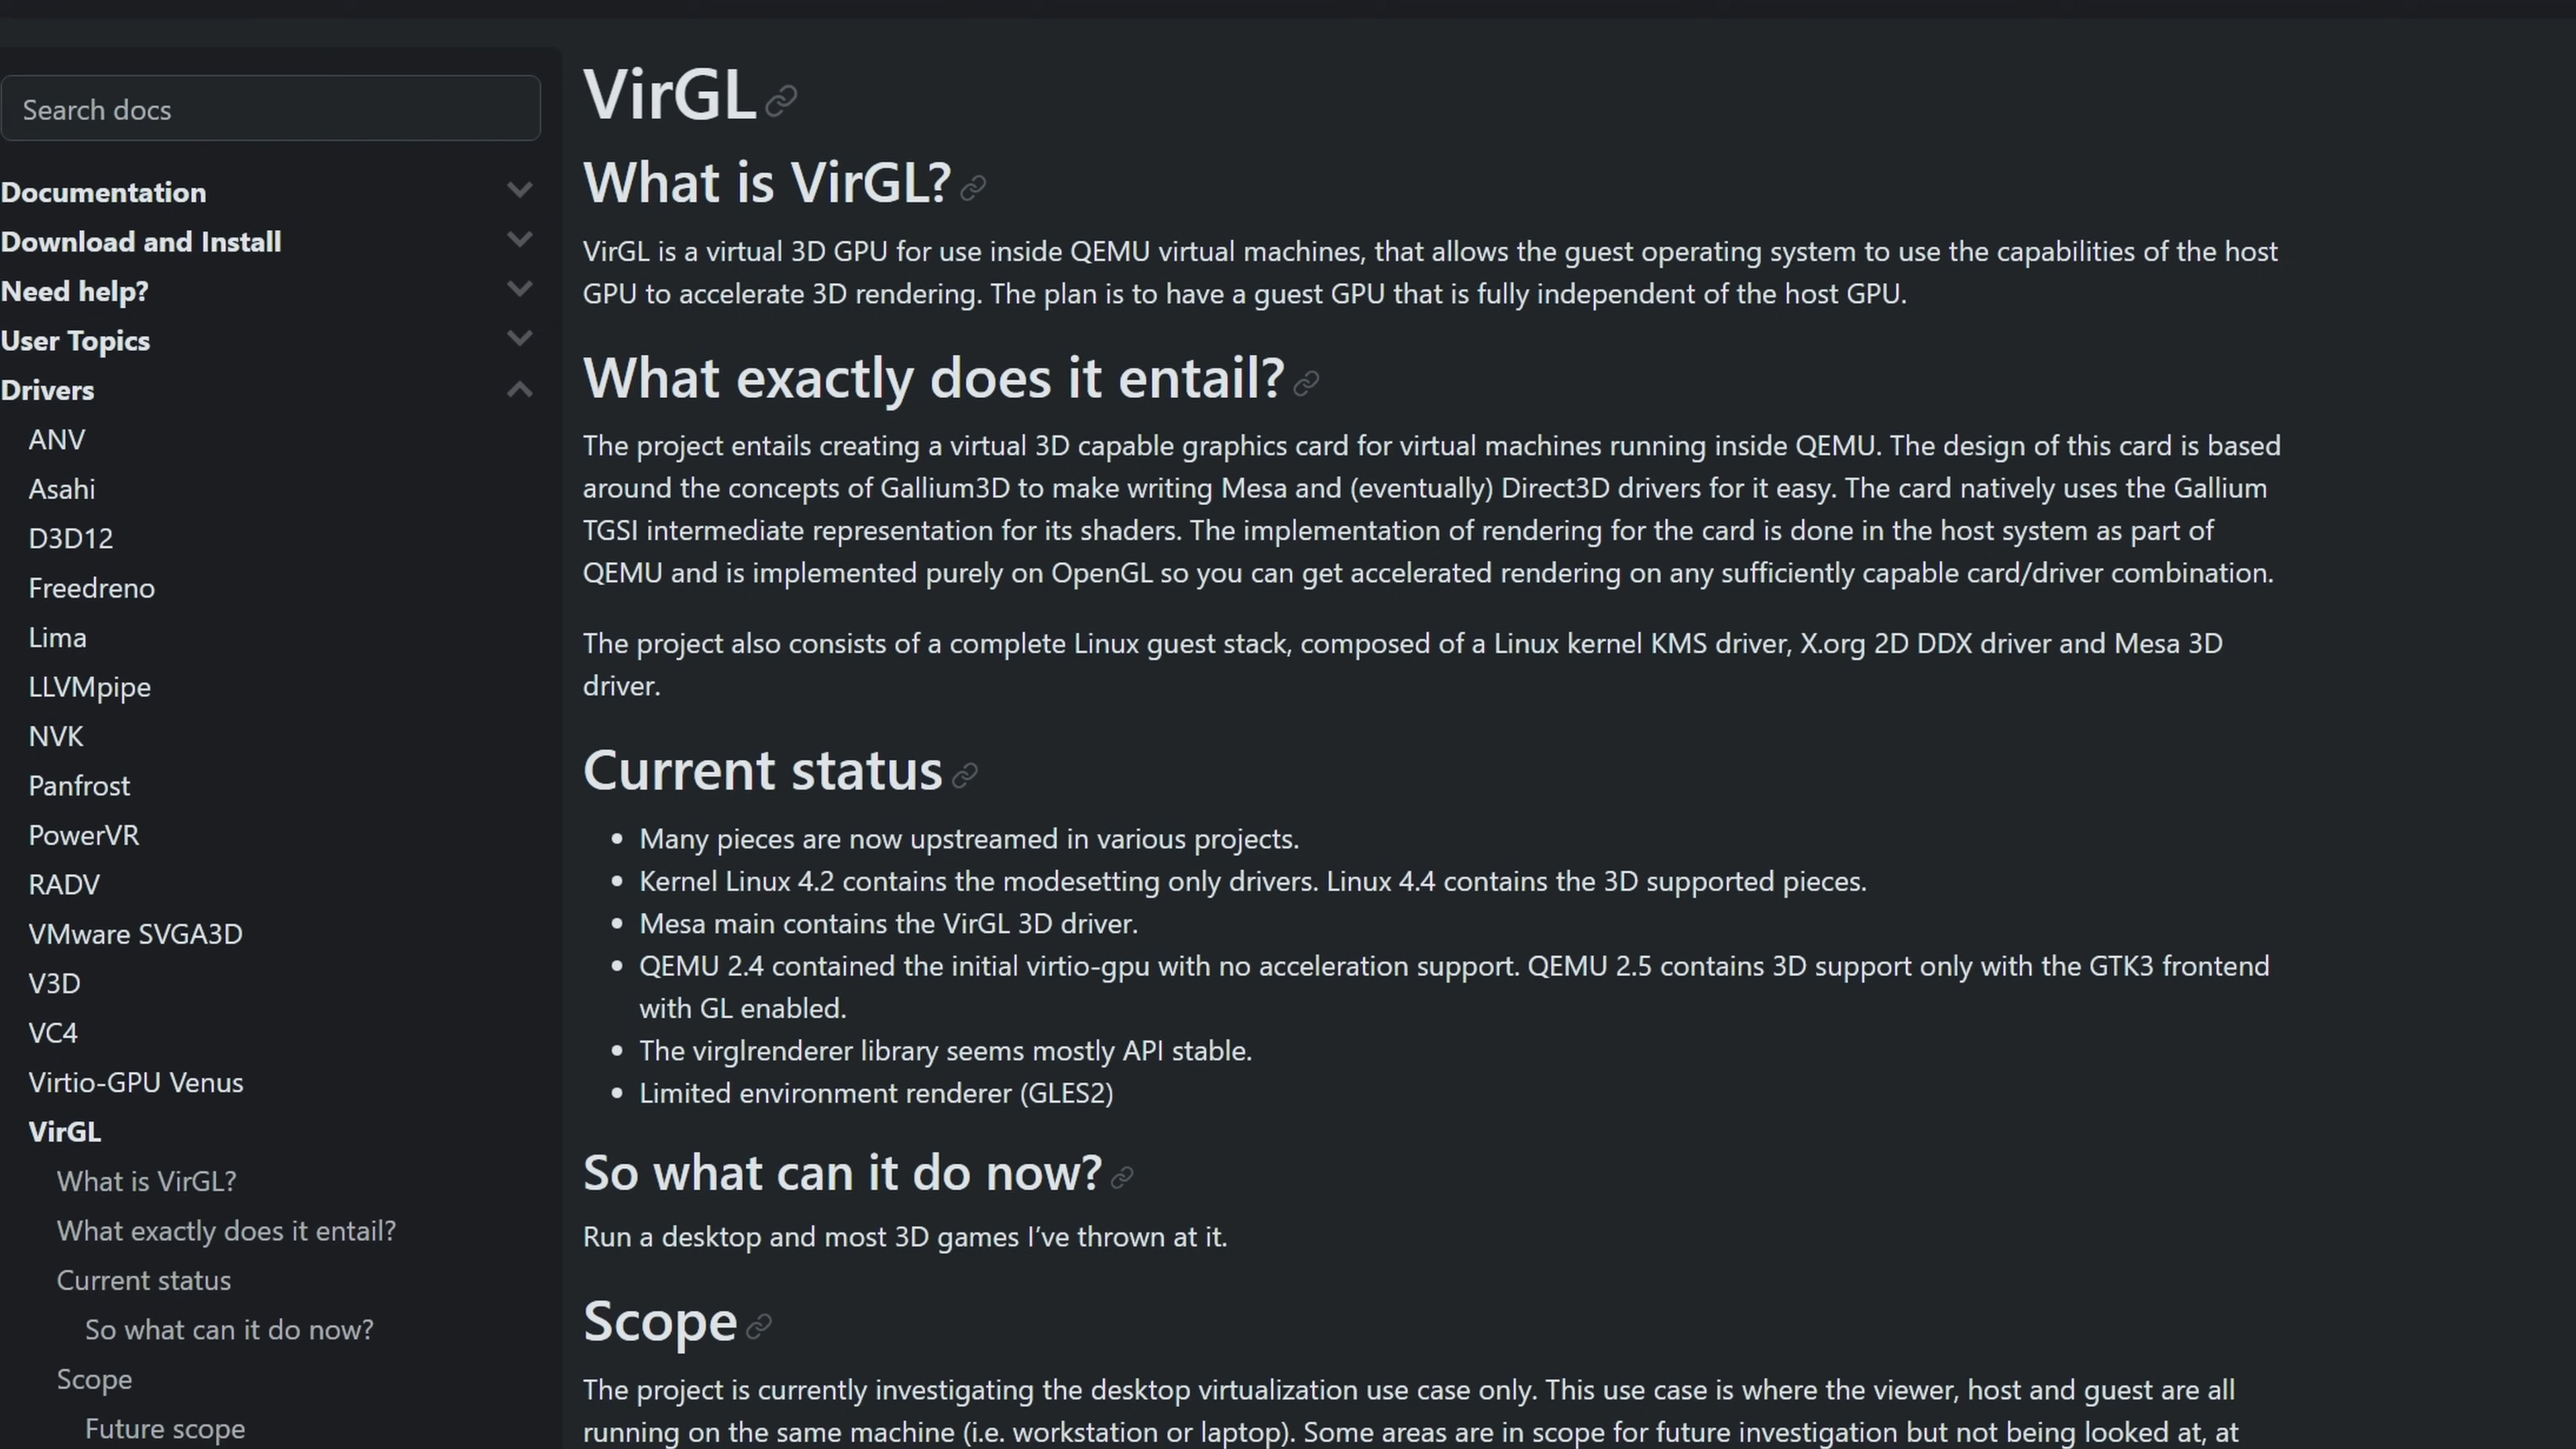 Search docs
Documentation
Download and Install
Need help?
User Topics
Drivers
ANV
Asahi
D3D12
Freedreno
Lima
LLVMpipe
NVK
Panfrost
PowerVR
RADV
VMware SVGA3D
V3D
VC4
Virtio-GPU Venus
VirGL
What is VirGL?
What exactly does it entail?
Current status
So what can it do now?
Scope
Future scope
VirGL
What is VirGL?
VirGL is a virtual 3D GPU for use inside QEMU virtual machines, that allows the guest operating system to use the capabilities of the host
GPU to accelerate 3D rendering. The plan is to have a guest GPU that is fully independent of the host GPU.
What exactly does it entail?
The project entails creating a virtual 3D capable graphics card for virtual machines running inside QEMU. The design of this card is based
around the concepts of Gallium3D to make writing Mesa and (eventually) Direct3D drivers for it easy. The card natively uses the Gallium
TGSI intermediate representation for its shaders. The implementation of rendering for the card is done in the host system as part of
QEMU and is implemented purely on OpenGL so you can get accelerated rendering on any sufficiently capable card/driver combination.
The project also consists of a complete Linux guest stack, composed of a Linux kernel KMS driver, X.org 2D DDX driver and Mesa 3D
driver.
Current status
• Many pieces are now upstreamed in various projects.
• Kernel Linux 4.2 contains the modesetting only drivers. Linux 4.4 contains the 3D supported pieces.
• Mesa main contains the VirGL 3D driver.
• QEMU 2.4 contained the initial virtio-gpu with no acceleration support. QEMU 2.5 contains 3D support only with the GTK3 frontend
with GL enabled.
• The virglrenderer library seems mostly API stable.
• Limited environment renderer (GLES2)
So what can it do now?
Run a desktop and most 3D games I’ve thrown at it.
Scope
The project is currently investigating the desktop virtualization use case only. This use case is where the viewer, host and guest are all
running on the same machine (i.e. workstation or laptop). Some areas are in scope for future investigation but not being looked at, at